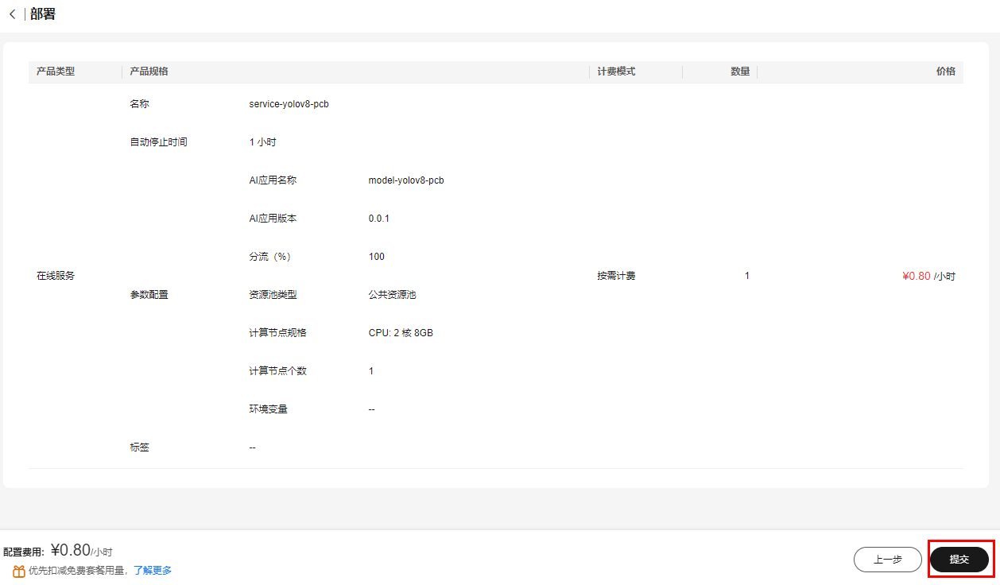 部署
产品类型 产品规格 计费模式 数量 价格
名称 service-yolov8-pcb
自动停止时间 1 小时
AI应用名称 model-yolov8-pcb
AI应用版本 0.0.1
分流（%） 100
在线服务 按需计费 1 ¥0.80 /小时
参数配置 资源池类型 公共资源池
计算节点规格 CPU: 2 核 8GB
计算节点个数 1
环境变量 --
标签 --
配置费用: ¥0.80/小时
优先扣减免费套餐用量, 了解更多
上一步 提交